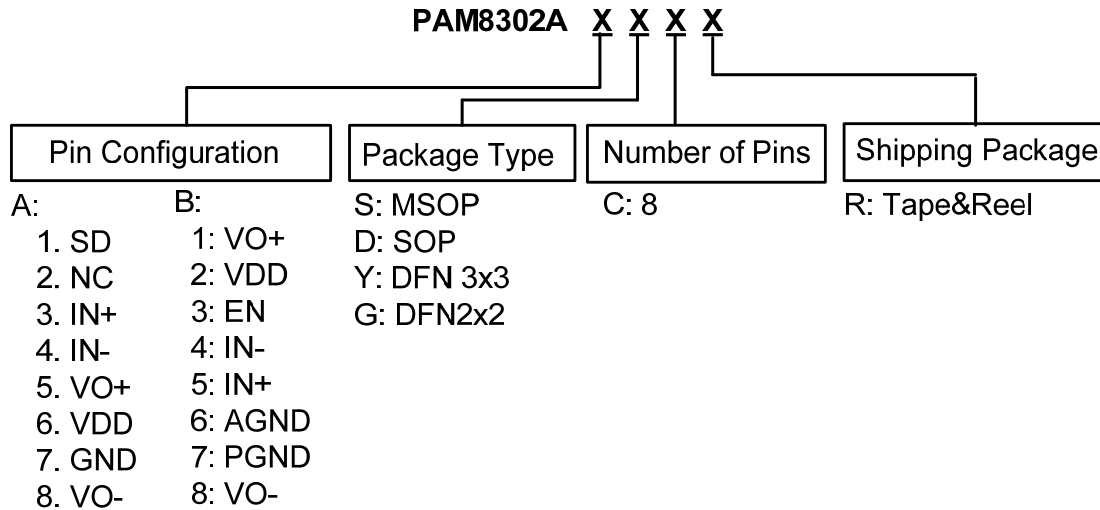 PAM8302A X X X X
Pin Configuration
Package Type
Number of Pins
Shipping Package
A:
1. SD
2. NC
3. IN+
4. IN-
5. VO+
6. VDD
7. GND
8. VO-
B:
1: VO+
2: VDD
3: EN
4: IN-
5: IN+
6: AGND
7: PGND
8: VO-
S: MSOP
D: SOP
Y: DFN 3x3
G: DFN2x2
C: 8
R: Tape&Reel